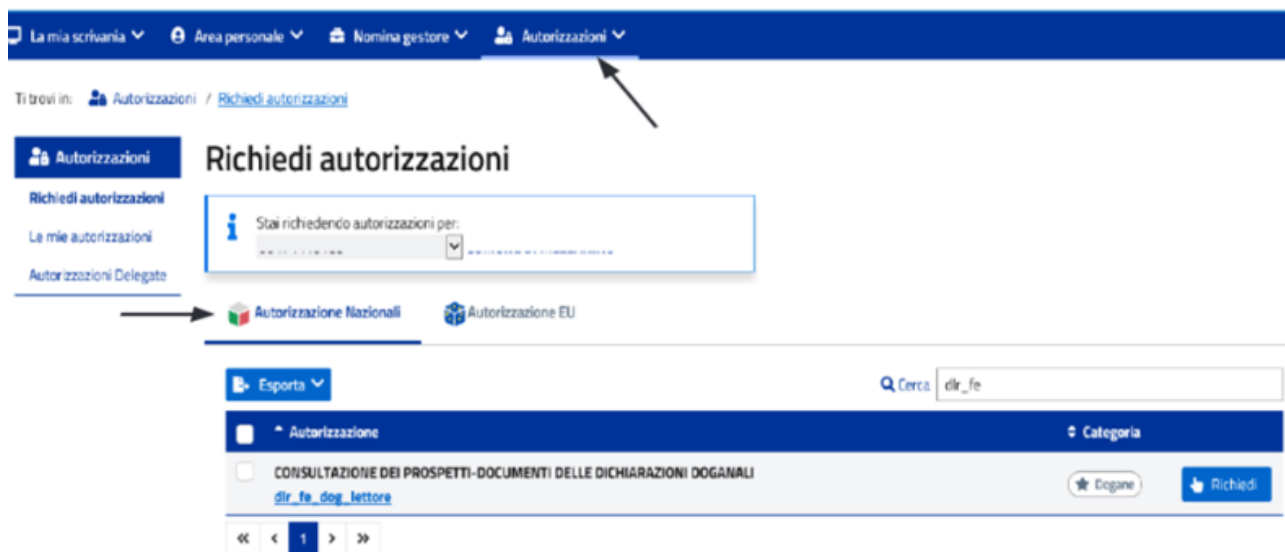 La mia scrivania Area personale Nomina gestore Autorizzazioni
Ti trovi in: Autorizzazioni / Richiedi autorizzazioni
Autorizzazioni
Richiedi autorizzazioni
Richiedi autorizzazioni
Le mie autorizzazioni
Autorizzazioni Delegate
Stai richiedendo autorizzazioni per:
Autorizzazione Nazionali Autorizzazione EU
Esporta Cerca dlr_fe
Autorizzazione Categoria
CONSULTAZIONE DEI PROSPETTI-DOCUMENTI DELLE DICHIARAZIONI DOGANALI
dlr_fe_dog_lettore
Dogane Richiedi
« < 1 > »